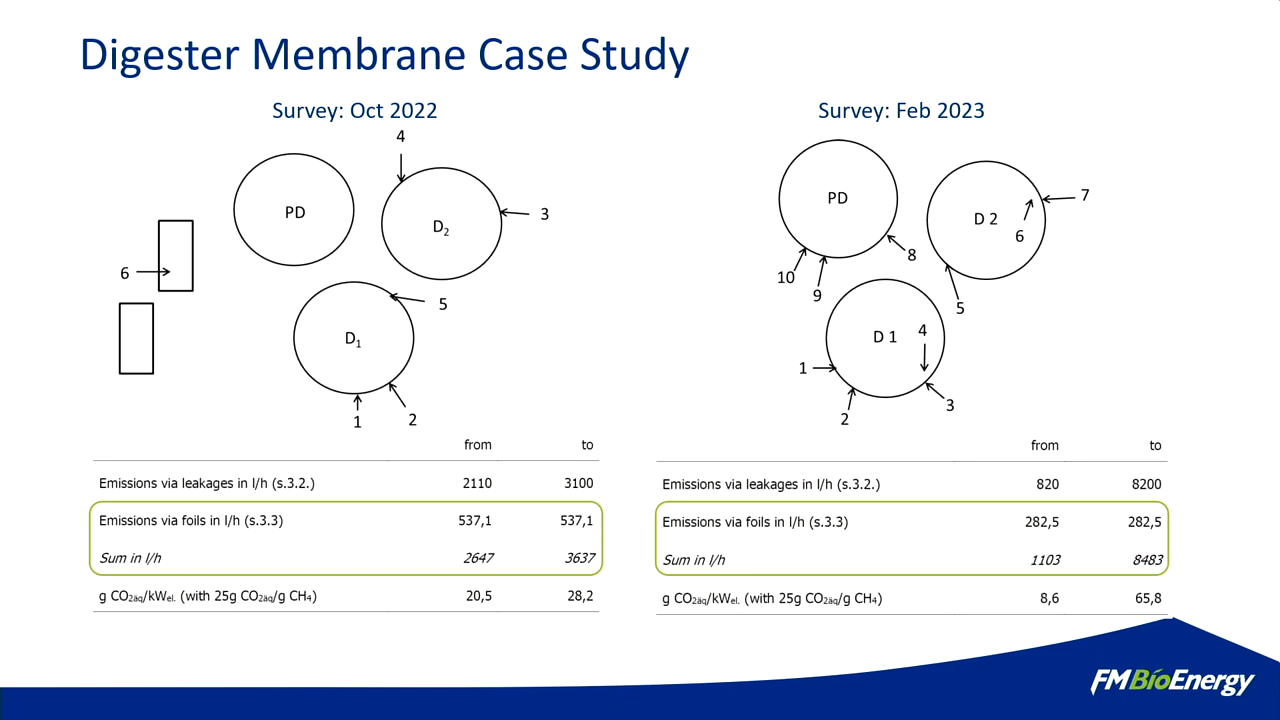 Digester Membrane Case Study
Survey: Oct 2022
4
PD
D₂
3
6
5
D₁
1
2
from to
Emissions via leakages in l/h (s.3.2.) 2110 3100
Emissions via foils in l/h (s.3.3) 537,1 537,1
Sum in l/h 2647 3637
g CO₂äq/kWel. (with 25g CO₂äq/g CH₄) 20,5 28,2
Survey: Feb 2023
PD
D 2
7
6
8
10
9
5
D 1
4
1
3
2
from to
Emissions via leakages in l/h (s.3.2.) 820 8200
Emissions via foils in l/h (s.3.3) 282,5 282,5
Sum in l/h 1103 8483
g CO₂äq/kWel. (with 25g CO₂äq/g CH₄) 8,6 65,8
FMBioEnergy